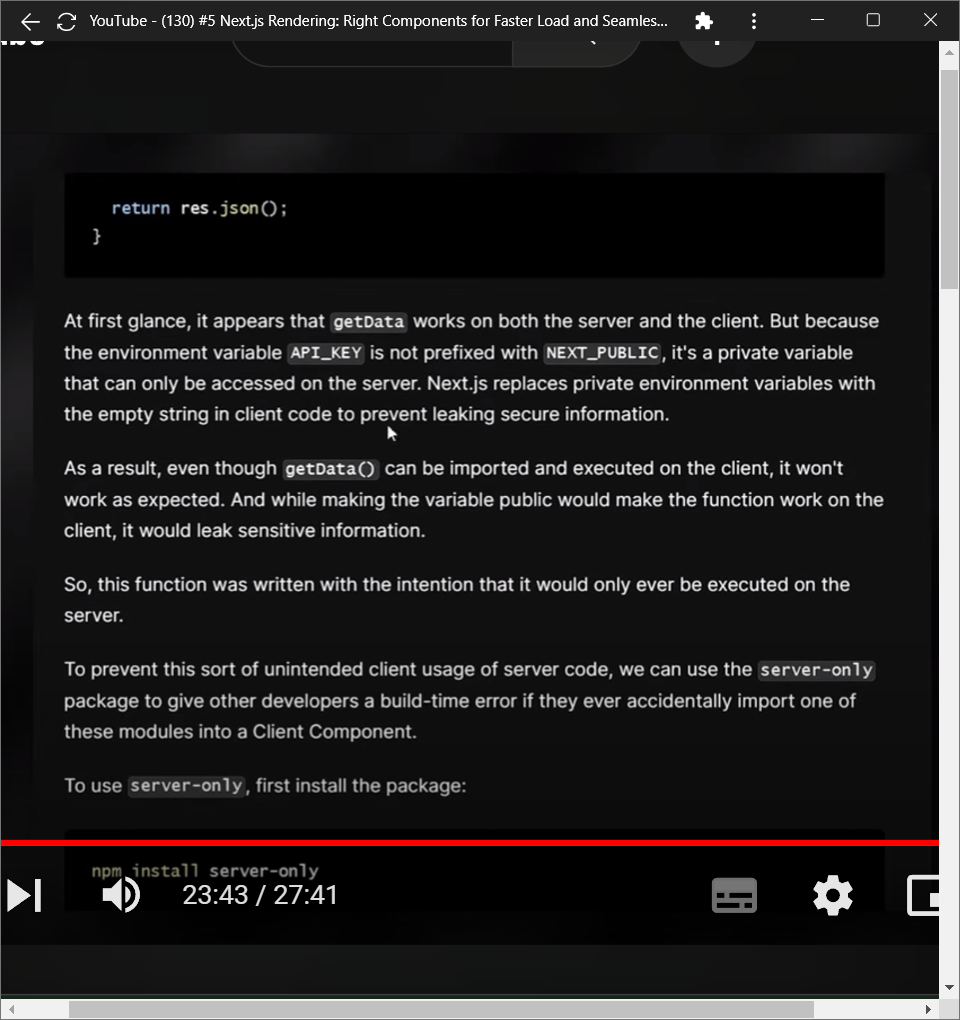 YouTube - (130) #5 Next.js Rendering: Right Components for Faster Load and Seamles...
return res.json();
}
At first glance, it appears that getData works on both the server and the client. But because
the environment variable API_KEY is not prefixed with NEXT_PUBLIC, it's a private variable
that can only be accessed on the server. Next.js replaces private environment variables with
the empty string in client code to prevent leaking secure information.
As a result, even though getData() can be imported and executed on the client, it won't
work as expected. And while making the variable public would make the function work on the
client, it would leak sensitive information.
So, this function was written with the intention that it would only ever be executed on the
server.
To prevent this sort of unintended client usage of server code, we can use the server-only
package to give other developers a build-time error if they ever accidentally import one of
these modules into a Client Component.
To use server-only, first install the package:
npm install server-only
23:43 / 27:41